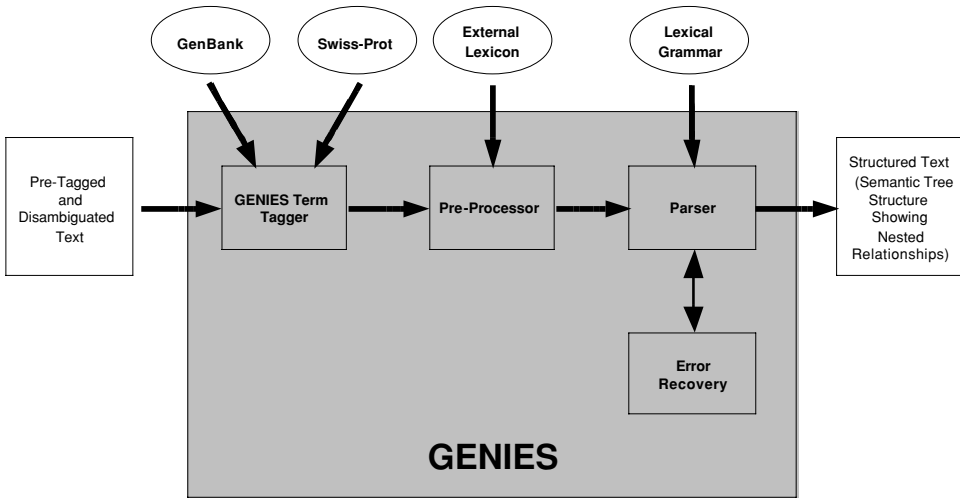 GenBank
Swiss-Prot
External
Lexicon
Lexical
Grammar
Pre-Tagged
and
Disambiguated
Text
GENIES Term
Tagger
Pre-Processor
Parser
Structured Text
(Semantic Tree
Structure
Showing
Nested
Relationships)
Error
Recovery
GENIES